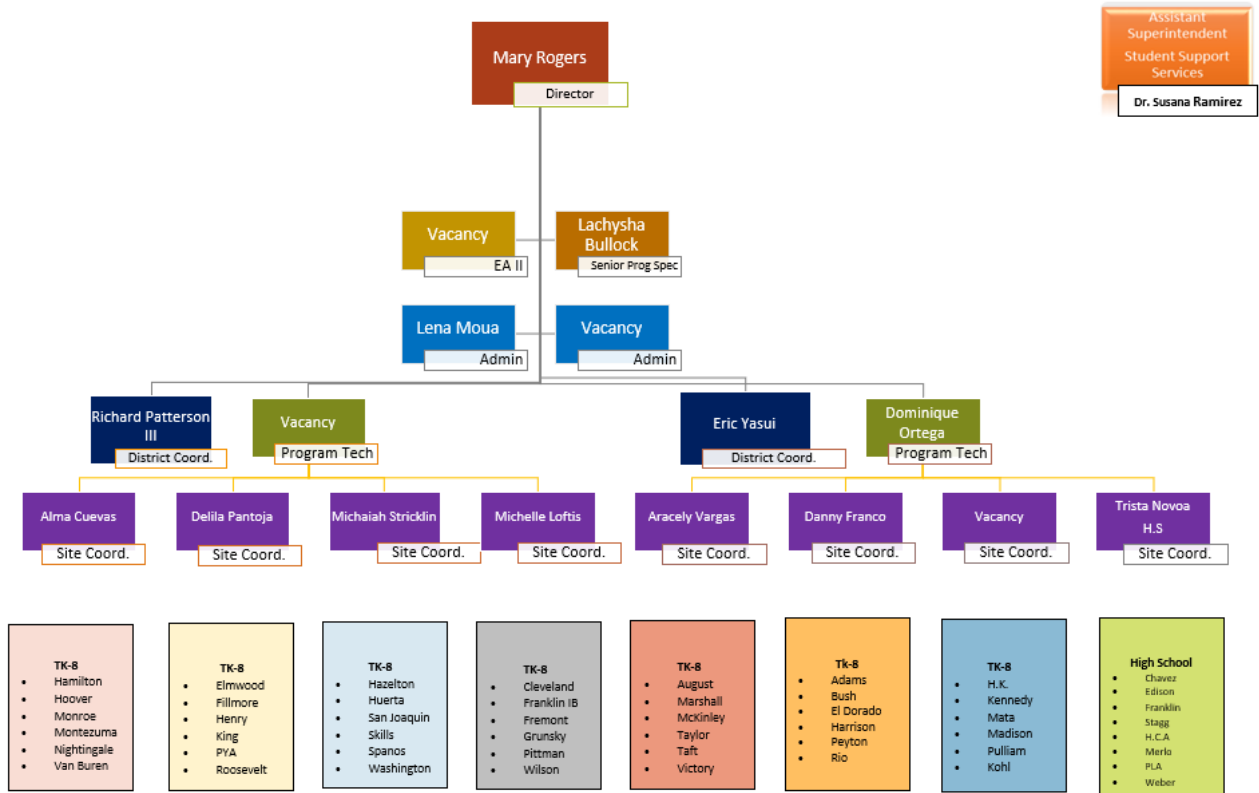 Assistant
Superintendent
Student Support
Services
Dr. Susana Ramirez
Mary Rogers
Director
Vacancy
EA II
Lachysha
Bullock
Senior Prog Spec
Lena Moua
Admin
Vacancy
Admin
Richard Patterson
III
District Coord.
Vacancy
Program Tech
Eric Yasui
District Coord.
Dominique
Ortega
Program Tech
Alma Cuevas
Site Coord.
Delila Pantoja
Site Coord.
Michaiah Stricklin
Site Coord.
Michelle Loftis
Site Coord.
Aracely Vargas
Site Coord.
Danny Franco
Site Coord.
Vacancy
Site Coord.
Trista Novoa
H.S
Site Coord.
TK-8
• Hamilton
• Hoover
• Monroe
• Montezuma
• Nightingale
• Van Buren
TK-8
• Elmwood
• Fillmore
• Henry
• King
• PYA
• Roosevelt
TK-8
• Hazelton
• Huerta
• San Joaquin
• Skills
• Spanos
• Washington
TK-8
• Cleveland
• Franklin IB
• Fremont
• Grunsky
• Pittman
• Wilson
TK-8
• August
• Marshall
• McKinley
• Taylor
• Taft
• Victory
Tk-8
• Adams
• Bush
• El Dorado
• Harrison
• Peyton
• Rio
TK-8
• H.K.
• Kennedy
• Mata
• Madison
• Pulliam
• Kohl
High School
• Chavez
• Edison
• Franklin
• Stagg
• H.C.A
• Merlo
• PLA
• Weber